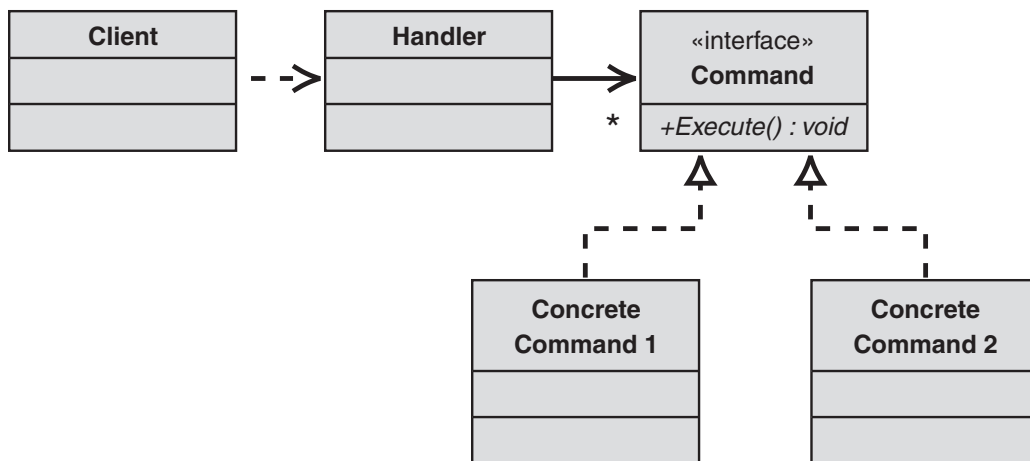 Client
Handler
«interface»
Command
*
+Execute() : void
Concrete
Command 1
Concrete
Command 2